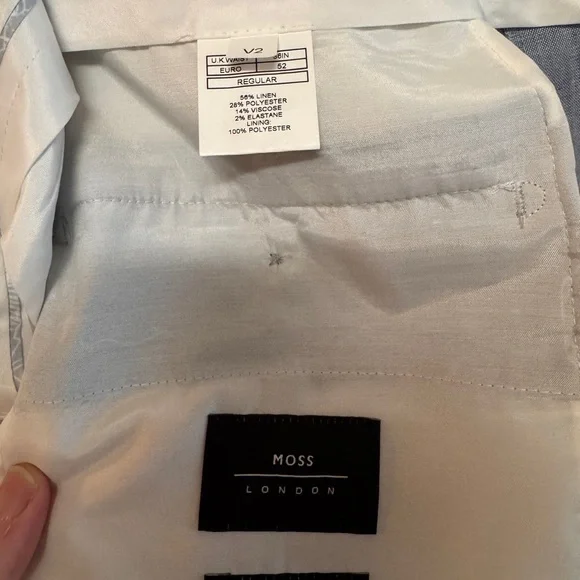 V2
U.K.WAIST
EURO 52
REGULAR
56% LINEN
28% POLYESTER
14% VISCOSE
2% ELASTANE
LINING:
100% POLYESTER
MOSS
LONDON